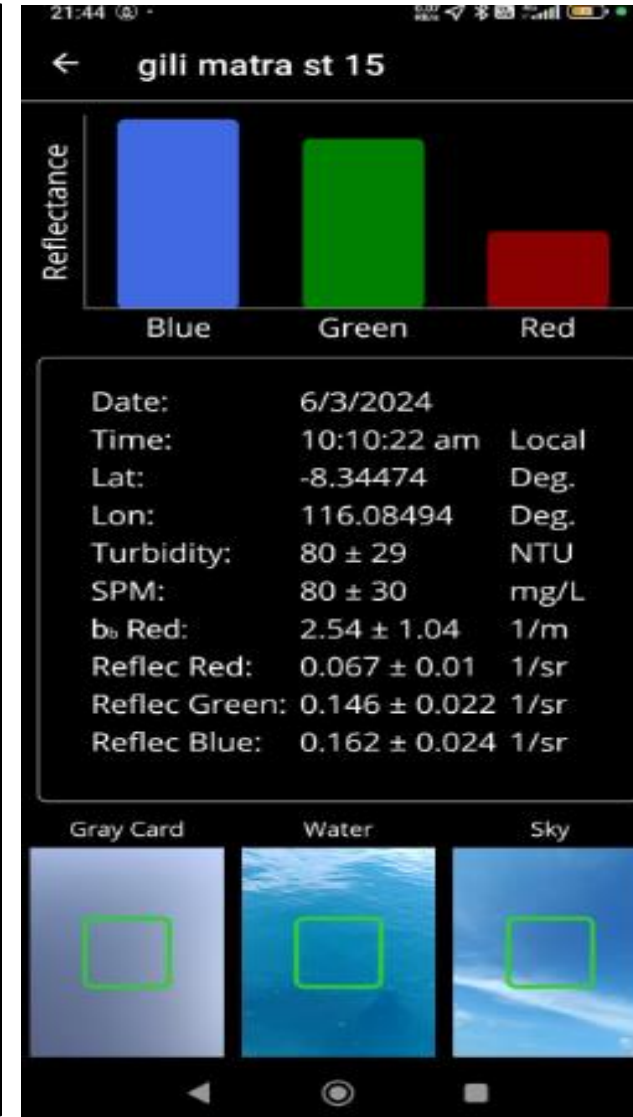 21:44
gili matra st 15
Reflectance
Blue Green Red
Date: 6/3/2024
Time: 10:10:22 am Local
Lat: -8.34474 Deg.
Lon: 116.08494 Deg.
Turbidity: 80 ± 29 NTU
SPM: 80 ± 30 mg/L
bb Red: 2.54 ± 1.04 1/m
Reflec Red: 0.067 ± 0.01 1/sr
Reflec Green: 0.146 ± 0.022 1/sr
Reflec Blue: 0.162 ± 0.024 1/sr
Gray Card Water Sky